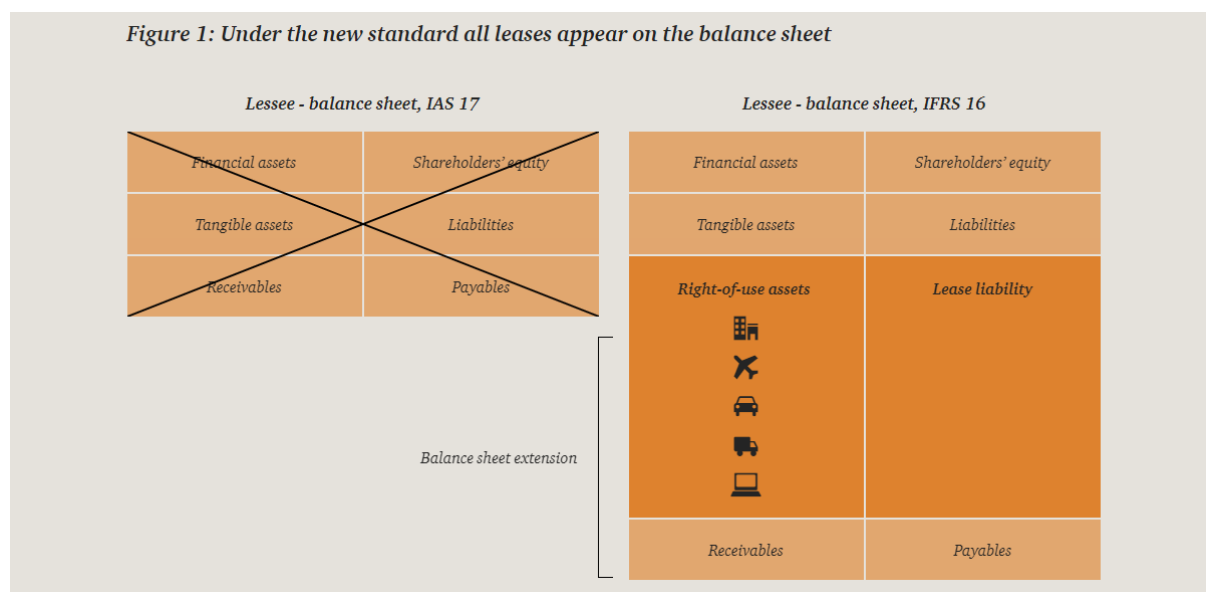 Figure 1: Under the new standard all leases appear on the balance sheet
Lessee - balance sheet, IAS 17
Financial assets
Shareholders' equity
Tangible assets
Liabilities
Receivables
Payables
Lessee - balance sheet, IFRS 16
Financial assets
Shareholders' equity
Tangible assets
Liabilities
Right-of-use assets
Lease liability
Balance sheet extension
Receivables
Payables